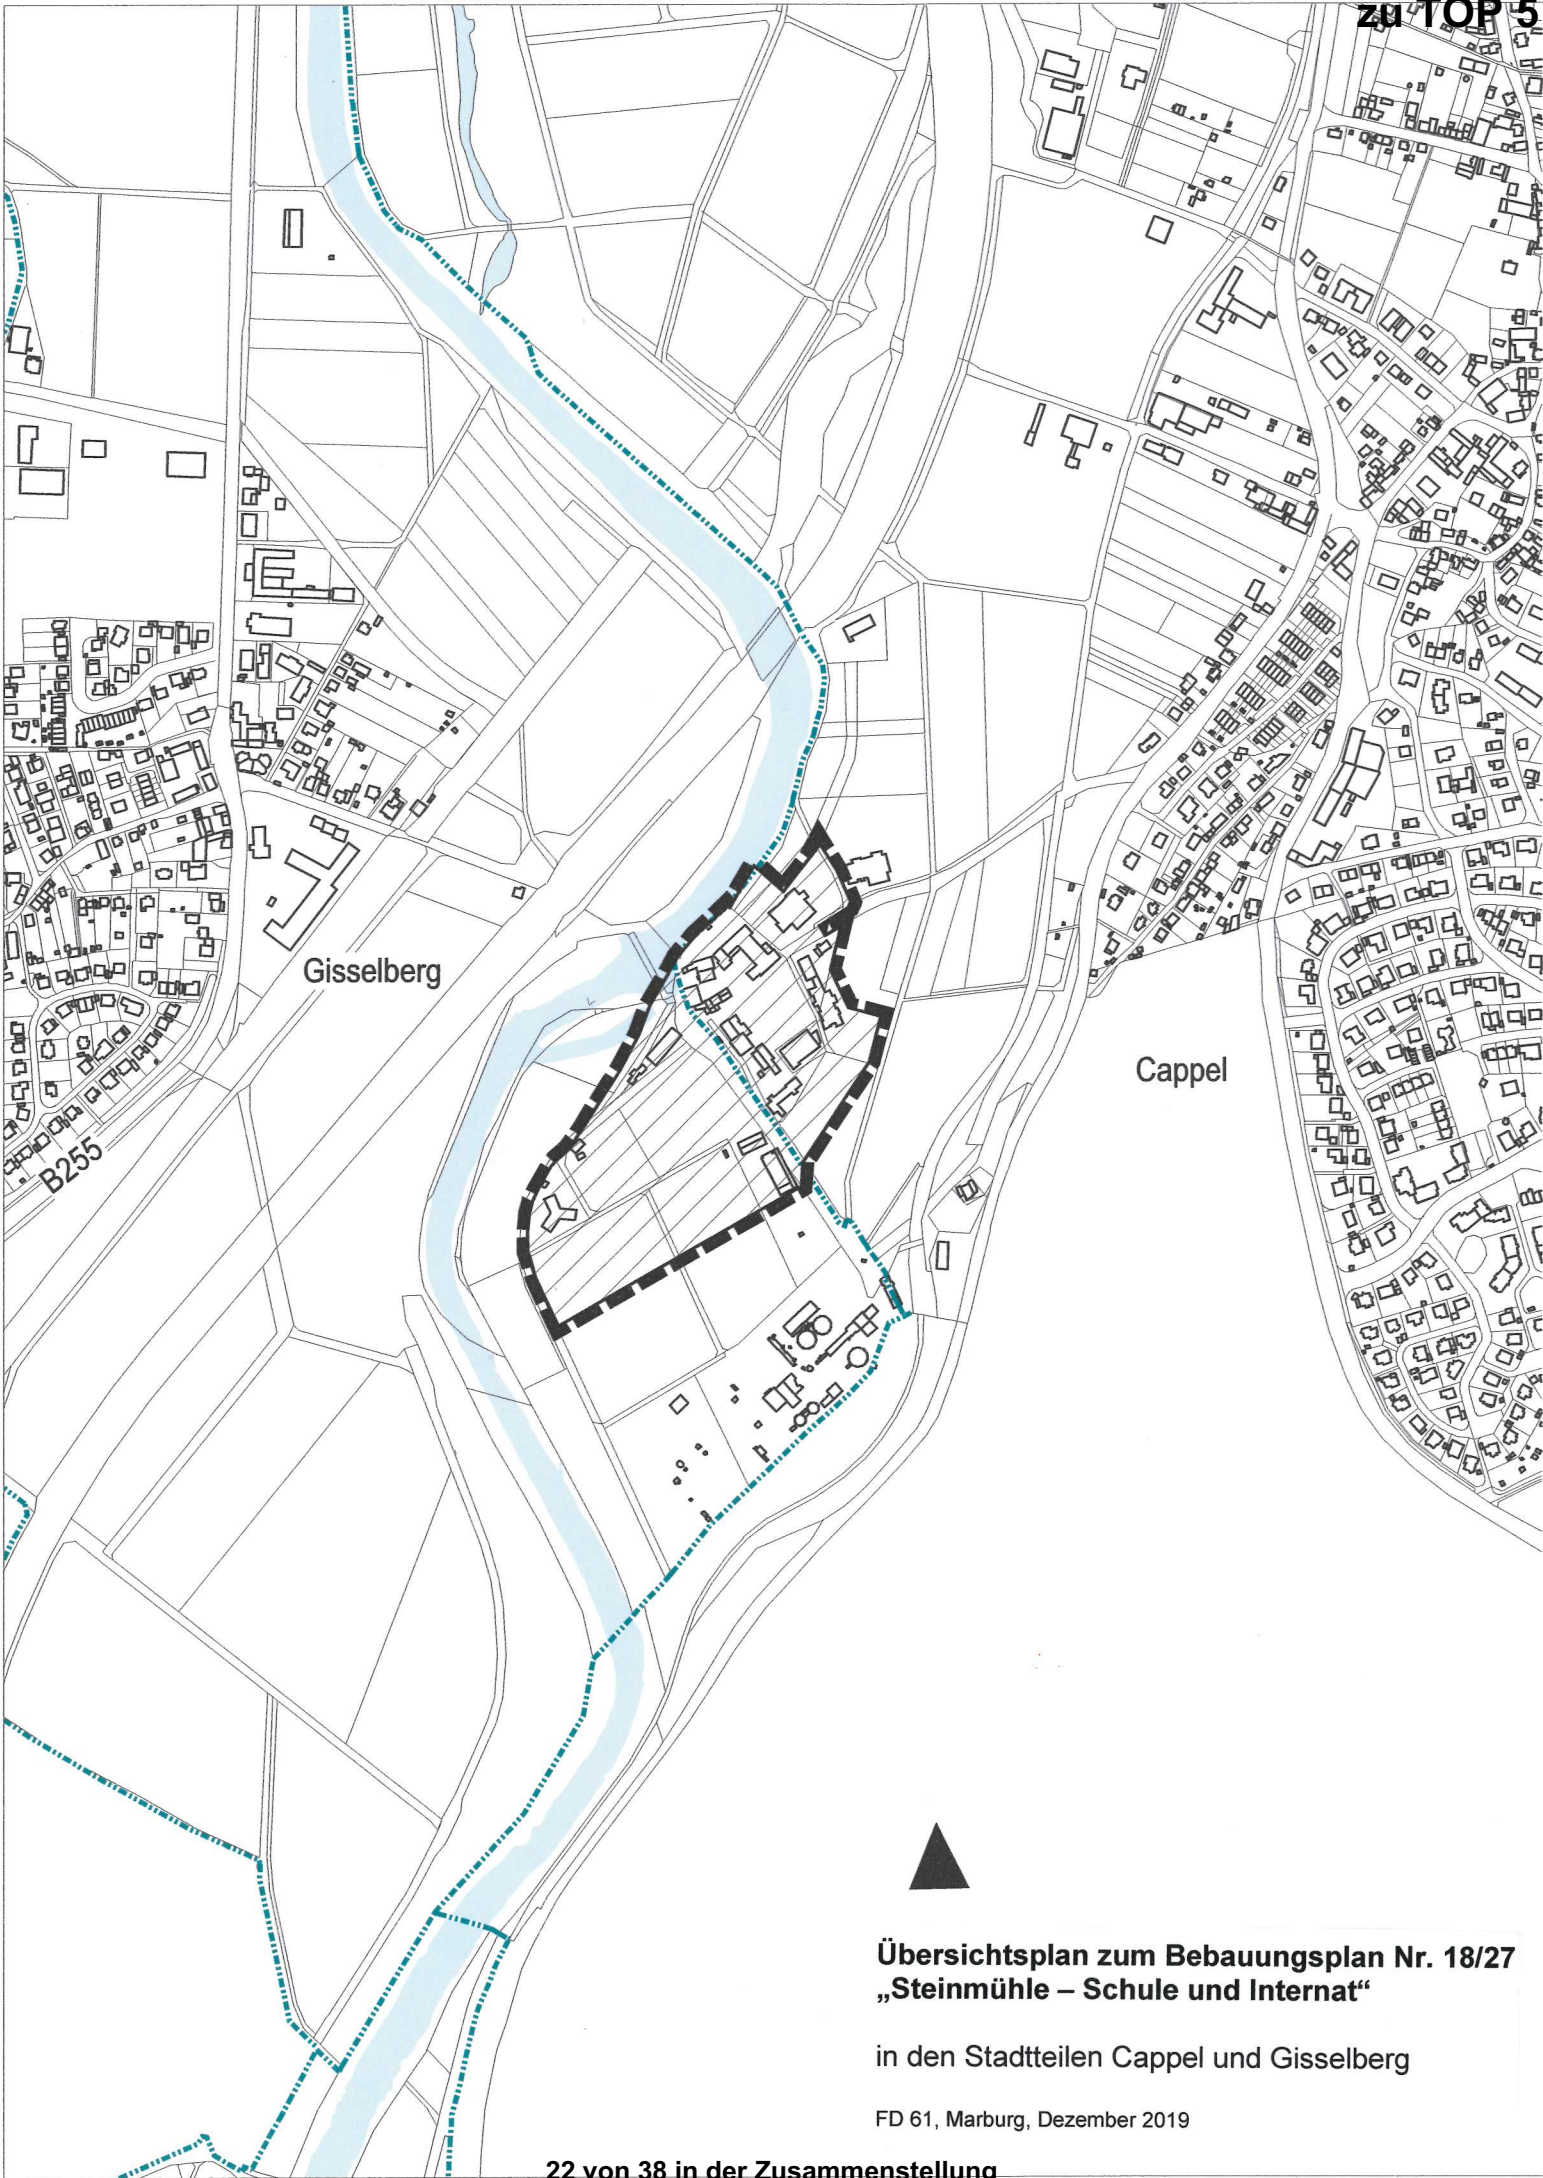 zu TOP 5
Gisselberg
Cappel
B255
Übersichtsplan zum Bebauungsplan Nr. 18/27
„Steinmühle – Schule und Internat“
in den Stadtteilen Cappel und Gisselberg
FD 61, Marburg, Dezember 2019
22 von 38 in der Zusammenstellung